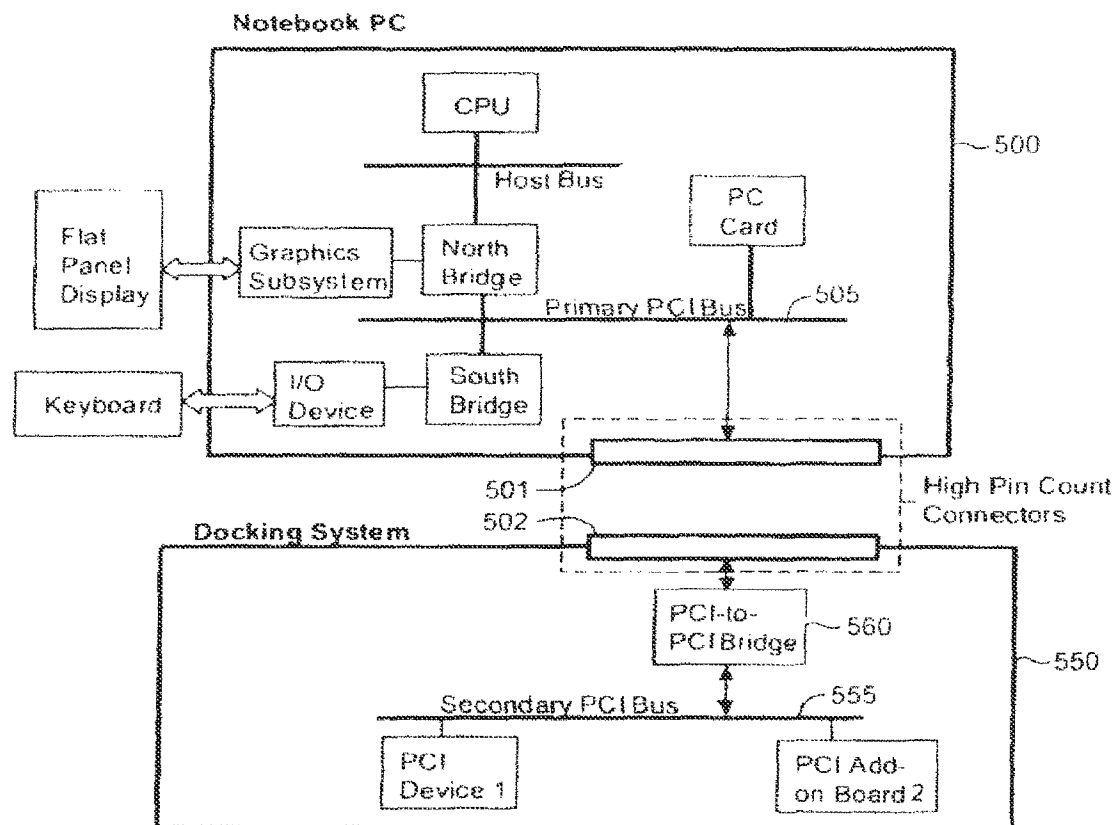 Notebook PC
CPU
500
Host Bus
PC
Card
Flat
Panel
Display
Graphics
Subsystem
North
Bridge
Primary PCI Bus
505
Keyboard
I/O
Device
South
Bridge
501
High Pin Count
Connectors
502
Docking System
PCI-to-
PCI Bridge
560
550
Secondary PCI Bus
555
PCI
Device 1
PCI Add-
on Board 2